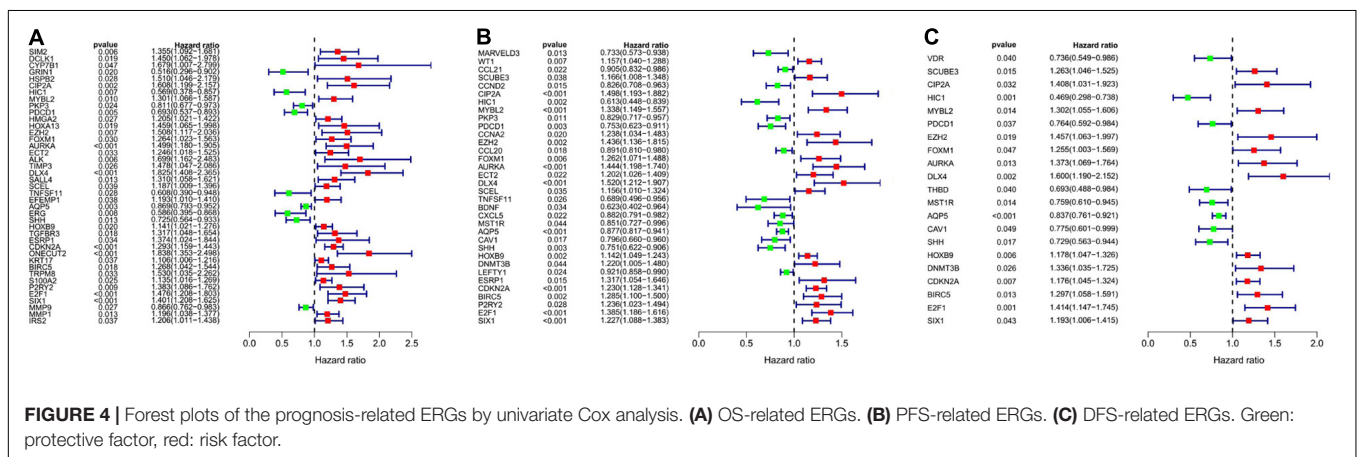 A
pvalue Hazard ratio
SIM2 0.006 1.355(1.092−1.681)
DCLK1 0.019 1.450(1.062−1.978)
CYP7B1 0.047 1.679(1.007−2.799)
GRIN1 0.020 0.516(0.296−0.902)
HSPB2 0.028 1.510(1.046−2.179)
CIP2A 0.002 1.608(1.199−2.157)
HIC1 0.007 0.569(0.378−0.857)
MYBL2 0.010 1.301(1.066−1.587)
PKP3 0.024 0.811(0.677−0.973)
PDCD1 0.005 0.693(0.537−0.893)
HMGA2 0.027 1.205(1.021−1.422)
HOXA13 0.019 1.459(1.065−1.998)
EZH2 0.007 1.508(1.117−2.036)
FOXM1 0.030 1.264(1.023−1.563)
AURKA <0.001 1.499(1.180−1.905)
ECT2 0.033 1.246(1.018−1.525)
ALK 0.006 1.699(1.162−2.483)
TIMP3 0.026 1.478(1.047−2.086)
DLX4 <0.001 1.825(1.408−2.365)
SALL4 0.013 1.310(1.058−1.621)
SCEL 0.039 1.187(1.009−1.396)
TNFSF11 0.028 0.608(0.390−0.948)
EFEMP1 0.038 1.193(1.010−1.410)
AQP5 0.003 0.869(0.793−0.952)
ERG 0.008 0.586(0.395−0.868)
SHH 0.013 0.725(0.564−0.933)
HOXB9 0.020 1.141(1.021−1.276)
TGFBR3 0.018 1.317(1.048−1.654)
ESRP1 0.034 1.374(1.024−1.844)
CDKN2A <0.001 1.293(1.159−1.443)
ONECUT2 <0.001 1.838(1.353−2.498)
KRT17 0.037 1.106(1.006−1.216)
BIRC5 0.018 1.268(1.042−1.544)
TRPM8 0.033 1.530(1.035−2.262)
S100A2 0.025 1.135(1.016−1.269)
P2RY2 0.009 1.383(1.086−1.762)
E2F1 <0.001 1.476(1.208−1.803)
SIX1 <0.001 1.401(1.208−1.625)
MMP9 0.027 0.866(0.762−0.983)
MMP1 0.013 1.196(1.038−1.377)
IRS2 0.037 1.206(1.011−1.438)
0.0 0.5 1.0 1.5 2.0 2.5
Hazard ratio
B
pvalue Hazard ratio
MARVELD3 0.013 0.733(0.573−0.938)
WT1 0.007 1.157(1.040−1.288)
CCL21 0.022 0.905(0.832−0.986)
SCUBE3 0.038 1.166(1.008−1.348)
CCND2 0.015 0.826(0.708−0.963)
CIP2A <0.001 1.498(1.193−1.882)
HIC1 0.002 0.613(0.448−0.839)
MYBL2 <0.001 1.338(1.149−1.557)
PKP3 0.011 0.829(0.717−0.957)
PDCD1 0.003 0.753(0.623−0.911)
CCNA2 0.020 1.238(1.034−1.483)
EZH2 0.002 1.436(1.136−1.815)
CCL20 0.018 0.891(0.810−0.980)
FOXM1 0.006 1.262(1.071−1.488)
AURKA <0.001 1.444(1.198−1.740)
ECT2 0.022 1.202(1.026−1.409)
DLX4 <0.001 1.520(1.212−1.907)
SCEL 0.035 1.156(1.010−1.324)
TNFSF11 0.026 0.689(0.496−0.956)
BDNF 0.034 0.623(0.402−0.964)
CXCL5 0.022 0.882(0.791−0.982)
MST1R 0.044 0.851(0.727−0.996)
AQP5 <0.001 0.877(0.817−0.941)
CAV1 0.017 0.796(0.660−0.960)
SHH 0.003 0.751(0.622−0.906)
HOXB9 0.002 1.142(1.049−1.243)
DNMT3B 0.044 1.220(1.005−1.480)
LEFTY1 0.024 0.921(0.858−0.990)
ESRP1 0.015 1.317(1.054−1.646)
CDKN2A <0.001 1.230(1.128−1.341)
BIRC5 0.002 1.285(1.100−1.500)
P2RY2 0.028 1.236(1.023−1.494)
E2F1 <0.001 1.385(1.186−1.616)
SIX1 <0.001 1.227(1.088−1.383)
0.0 0.5 1.0 1.5
Hazard ratio
C
pvalue Hazard ratio
VDR 0.040 0.736(0.549−0.986)
SCUBE3 0.015 1.263(1.046−1.525)
CIP2A 0.032 1.408(1.031−1.923)
HIC1 0.001 0.469(0.298−0.738)
MYBL2 0.014 1.302(1.055−1.606)
PDCD1 0.037 0.764(0.592−0.984)
EZH2 0.019 1.457(1.063−1.997)
FOXM1 0.047 1.255(1.003−1.569)
AURKA 0.013 1.373(1.069−1.764)
DLX4 0.002 1.600(1.190−2.152)
THBD 0.040 0.693(0.488−0.984)
MST1R 0.014 0.759(0.610−0.945)
AQP5 <0.001 0.837(0.761−0.921)
CAV1 0.049 0.775(0.601−0.999)
SHH 0.017 0.729(0.563−0.944)
HOXB9 0.006 1.178(1.047−1.326)
DNMT3B 0.026 1.336(1.035−1.725)
CDKN2A 0.007 1.176(1.045−1.324)
BIRC5 0.013 1.297(1.058−1.591)
E2F1 0.001 1.414(1.147−1.745)
SIX1 0.043 1.193(1.006−1.415)
0.0 0.5 1.0 1.5 2.0
Hazard ratio
FIGURE 4 | Forest plots of the prognosis-related ERGs by univariate Cox analysis. (A) OS-related ERGs. (B) PFS-related ERGs. (C) DFS-related ERGs. Green:
protective factor, red: risk factor.